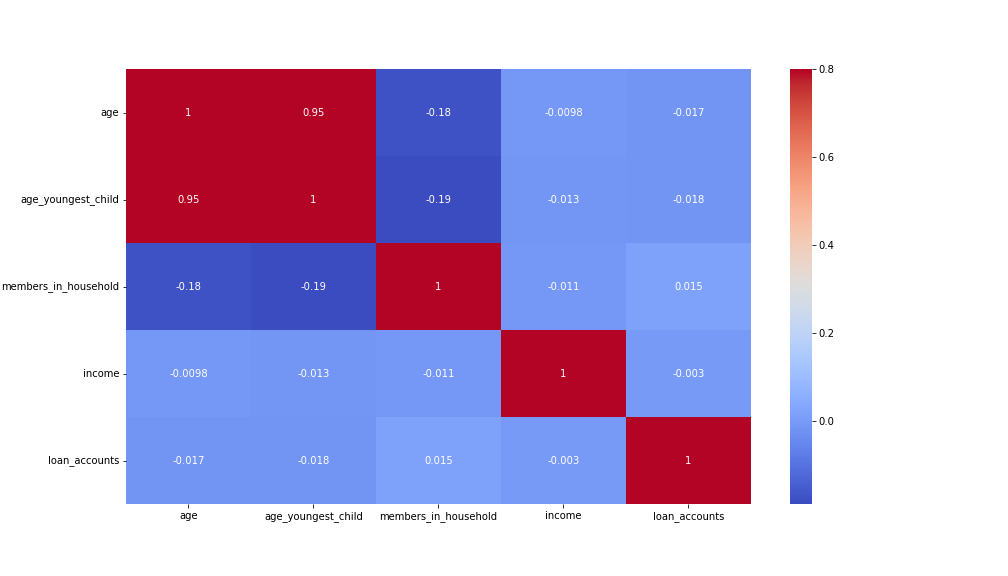 0.8
age 1 0.95 -0.18 -0.0098 -0.017
0.6
age_youngest_child 0.95 1 -0.19 -0.013 -0.018
0.4
members_in_household -0.18 -0.19 1 -0.011 0.015
0.2
income -0.0098 -0.013 -0.011 1 -0.003
0.0
loan_accounts -0.017 -0.018 0.015 -0.003 1
age age_youngest_child members_in_household income loan_accounts